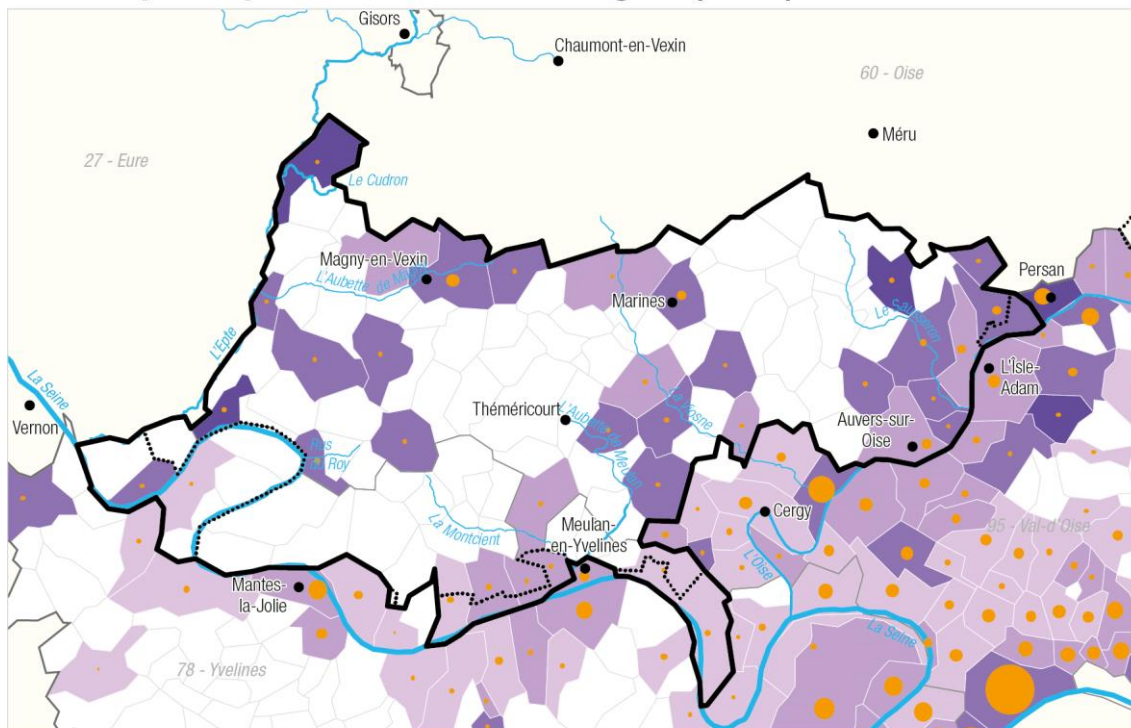 Gisors
Chaumont-en-Vexin
60 - Oise
Méru
27 - Eure
Le Cudron
Magny-en-Vexin
L'Aubette de
Persan
Marines
L'Epte
L'Isle-
Adam
La Seine
Vernon
Théméricourt
L'Aubette de Meulan
Auvers-sur-
Oise
du Roy
La Montcient
Meulan-
en-Yvelines
Cergy
95 - Val-d'Oise
L'Oise
Mantes-
la-Jolie
La Seine
78 - Yvelines